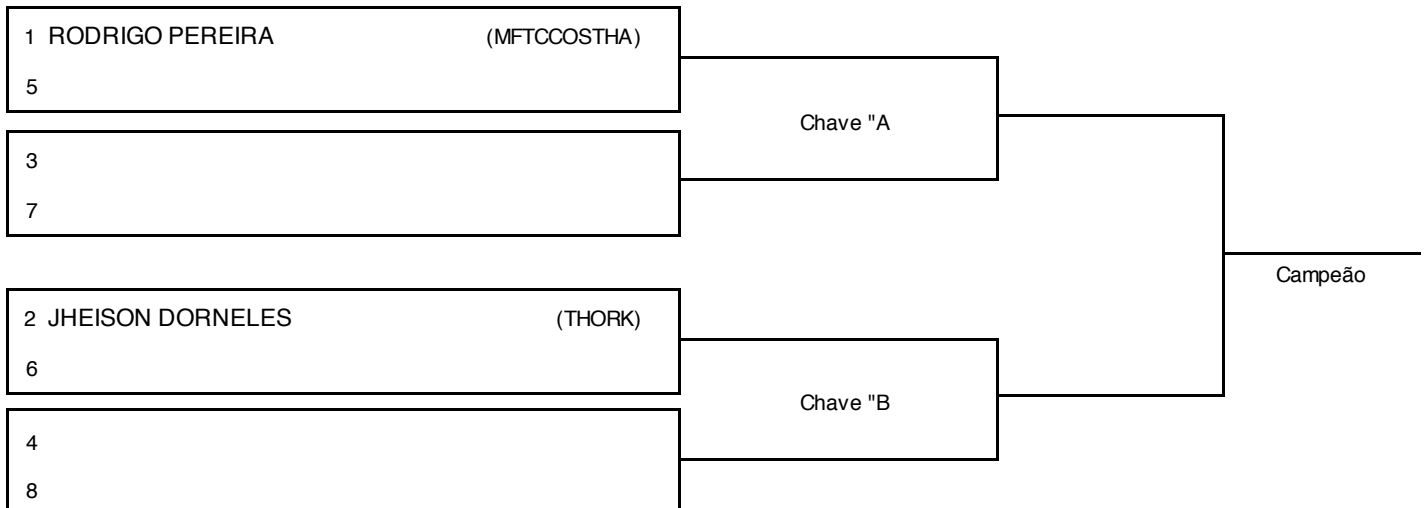 1 RODRIGO PEREIRA (MFTCCOSTHA)
5
Chave "A
3
7
Campeão
2 JHEISON DORNELES (THORK)
6
Chave "B
4
8